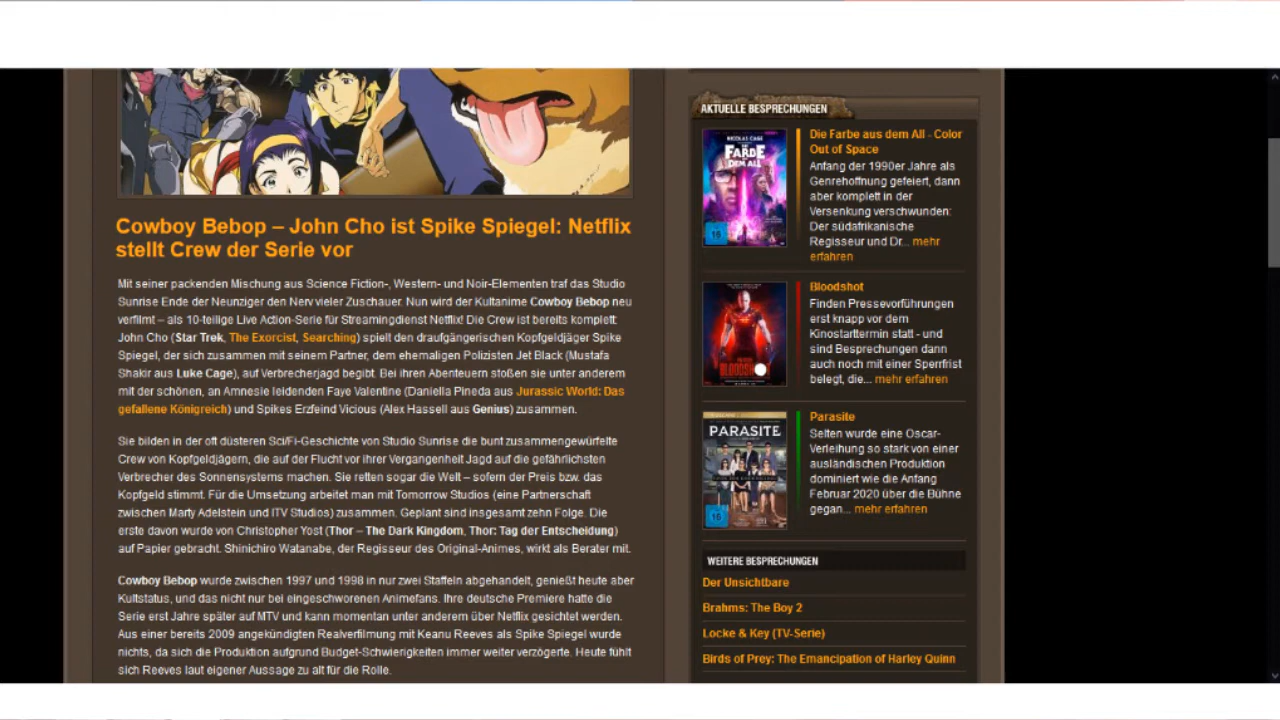 Cowboy Bebop – John Cho ist Spike Spiegel: Netflix
stellt Crew der Serie vor
Mit seiner packenden Mischung aus Science Fiction-, Western- und Noir-Elementen traf das Studio
Sunrise Ende der Neunziger den Nerv vieler Zuschauer. Nun wird der Kultanime Cowboy Bebop neu
verfilmt – als 10-teilige Live Action-Serie für Streamingdienst Netflix! Die Crew ist bereits komplett:
John Cho (Star Trek, The Exorcist, Searching) spielt den draufgängerischen Kopfgeldjäger Spike
Spiegel, der sich zusammen mit seinem Partner, dem ehemaligen Polizisten Jet Black (Mustafa
Shakir aus Luke Cage), auf Verbrecherjagd begibt. Bei ihren Abenteuern stoßen sie unter anderem
mit der schönen, an Amnesie leidenden Faye Valentine (Daniella Pineda aus Jurassic World: Das
gefallene Königreich) und Spikes Erzfeind Vicious (Alex Hassell aus Genius) zusammen.
Sie bilden in der oft düsteren Sci/Fi-Geschichte von Studio Sunrise die bunt zusammengewürfelte
Crew von Kopfgeldjägern, die auf der Flucht vor ihrer Vergangenheit Jagd auf die gefährlichsten
Verbrecher des Sonnensystems machen. Sie retten sogar die Welt – sofern der Preis bzw. das
Kopfgeld stimmt. Für die Umsetzung arbeitet man mit Tomorrow Studios (eine Partnerschaft
zwischen Marty Adelstein und ITV Studios) zusammen. Geplant sind insgesamt zehn Folge. Die
erste davon wurde von Christopher Yost (Thor – The Dark Kingdom, Thor: Tag der Entscheidung)
auf Papier gebracht. Shinichiro Watanabe, der Regisseur des Original-Animes, wirkt als Berater mit.
Cowboy Bebop wurde zwischen 1997 und 1998 in nur zwei Staffeln abgehandelt, genießt heute aber
Kultstatus, und das nicht nur bei eingeschworenen Animefans. Ihre deutsche Premiere hatte die
Serie erst Jahre später auf MTV und kann momentan unter anderem über Netflix gesichtet werden.
Aus einer bereits 2009 angekündigten Realverfilmung mit Keanu Reeves als Spike Spiegel wurde
nichts, da sich die Produktion aufgrund Budget-Schwierigkeiten immer weiter verzögerte. Heute fühlt
sich Reeves laut eigener Aussage zu alt für die Rolle.
AKTUELLE BESPRECHUNGEN
NICOLAS CAGE
DIE
FARBE
AUS
DEM ALL
16
Die Farbe aus dem All - Color
Out of Space
Anfang der 1990er Jahre als
Genrehoffnung gefeiert, dann
aber komplett in der
Versenkung verschwunden:
Der südafrikanische
Regisseur und Dr... mehr
erfahren
BLOODSHOT
Bloodshot
Finden Pressevorführungen
erst knapp vor dem
Kinostarttermin statt - und
sind Besprechungen dann
auch noch mit einer Sperrfrist
belegt, die... mehr erfahren
PARASITE
16
Parasite
Selten wurde eine Oscar-
Verleihung so stark von einer
ausländischen Produktion
dominiert wie die Anfang
Februar 2020 über die Bühne
gegan... mehr erfahren
WEITERE BESPRECHUNGEN
Der Unsichtbare
Brahms: The Boy 2
Locke & Key (TV-Serie)
Birds of Prey: The Emancipation of Harley Quinn